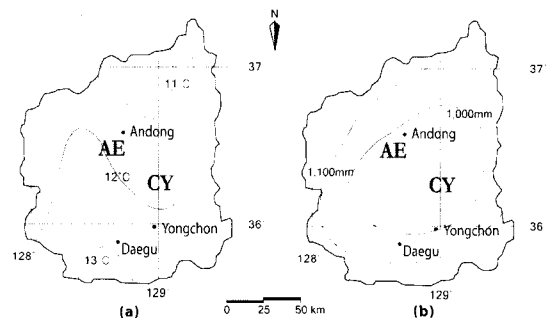 N
37
37
11 C
1,000mm
Andong
Andong
AE
AE
12°C
1,100mm
CY
CY
36
36
Yongchon
Yongchon
Daegu
Daegu
13 C
128°
128°
129°
129°
(a)
0 25 50 km
(b)